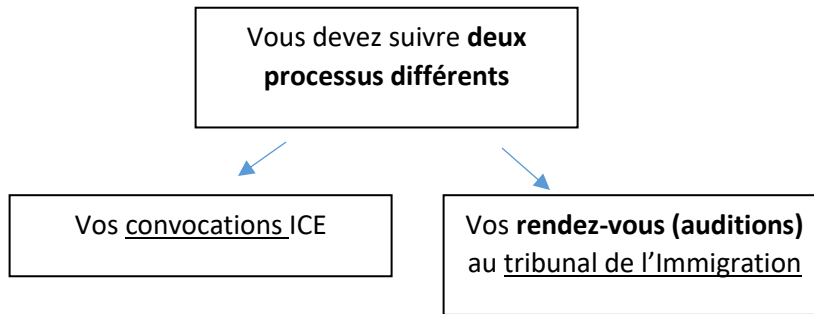 Vous devez suivre deux
processus différents
Vos convocations ICE
Vos rendez-vous (auditions)
au tribunal de l’Immigration